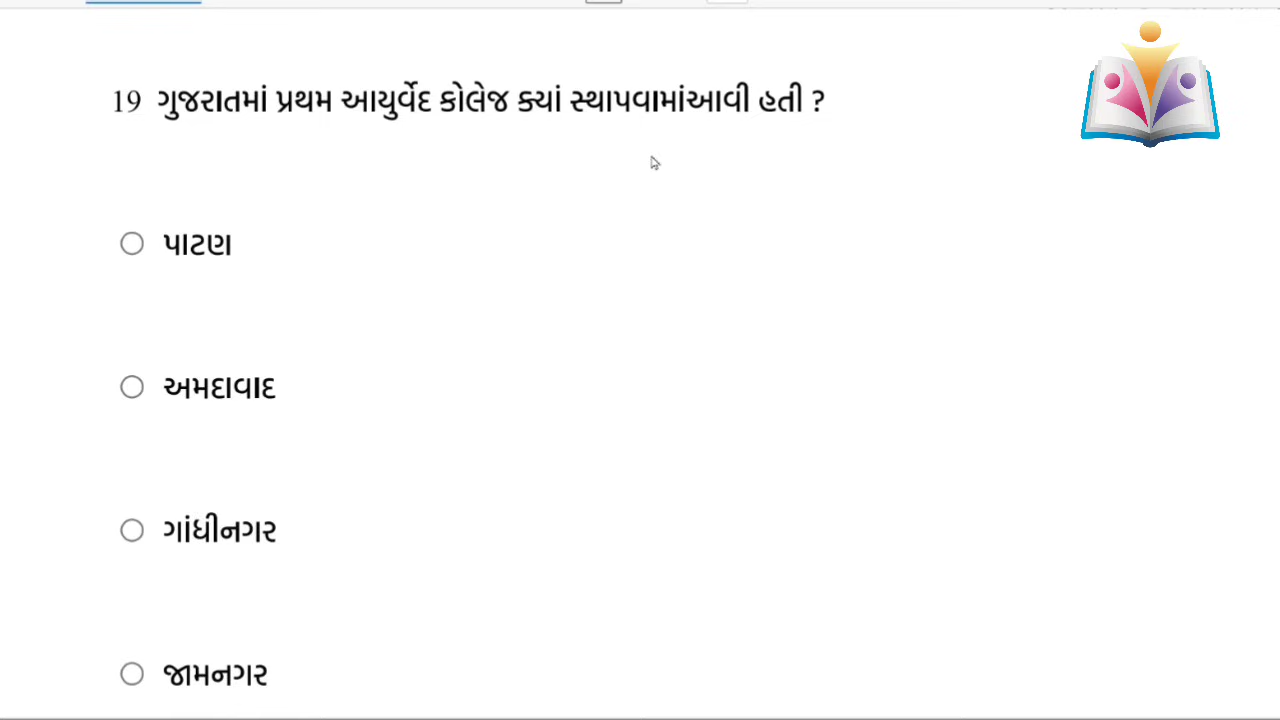 19 ગુજરાતમાં પ્રથમ આયુર્વેદ કોલેજ ક્યાં સ્થાપવામાંઆવી હતી ?
પાટણ
અમદાવાદ
ગાંધીનગર
જામનગર